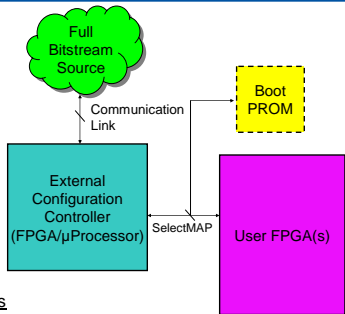 Full
Bitstream
Source
Communication
Link
Boot
PROM
External
Configuration
Controller
(FPGA/µProcessor)
SelectMAP
User FPGA(s)
s